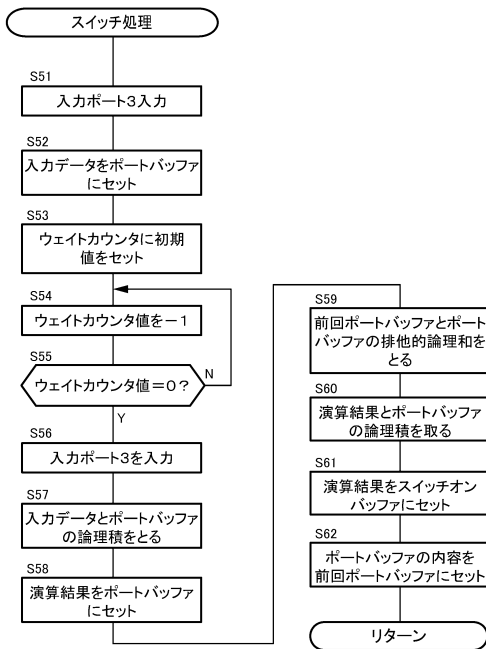 スイッチ処理
S51
入力ポート3入力
S52
入力データをポートバッファ
にセット
S53
ウェイトカウンタに初期
値をセット
S54
ウェイトカウンタ値を－1
S55
ウェイトカウンタ値＝0？
N
Y
S56
入力ポート3を入力
S57
入力データとポートバッファ
の論理積をとる
S58
演算結果をポートバッファ
にセット
S59
前回ポートバッファとポート
バッファの排他的論理和を
とる
S60
演算結果とポートバッファ
の論理積を取る
S61
演算結果をスイッチオン
バッファにセット
S62
ポートバッファの内容を
前回ポートバッファにセット
リターン